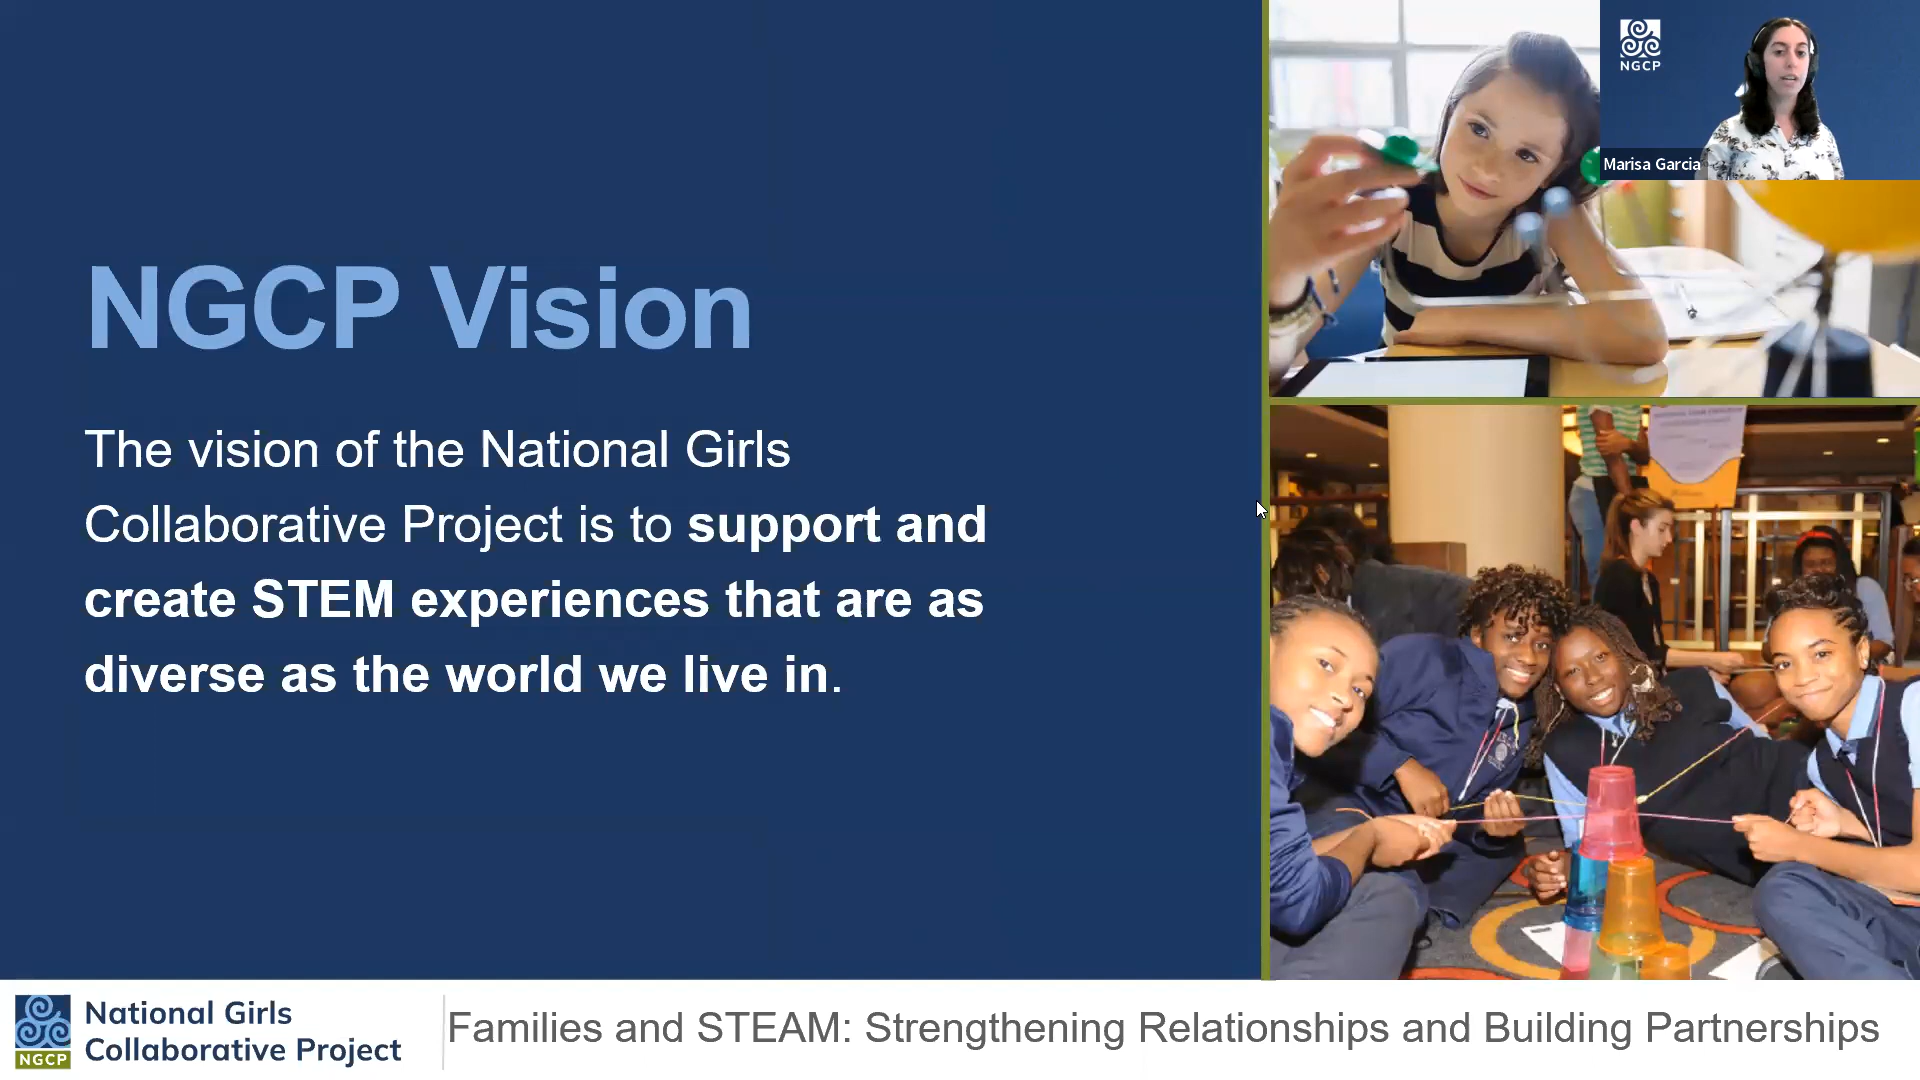 NGCP
Marisa Garcia
NGCP Vision
The vision of the National Girls
Collaborative Project is to support and
create STEM experiences that are as
diverse as the world we live in.
NGCP
National Girls
Collaborative Project
Families and STEAM: Strengthening Relationships and Building Partnerships